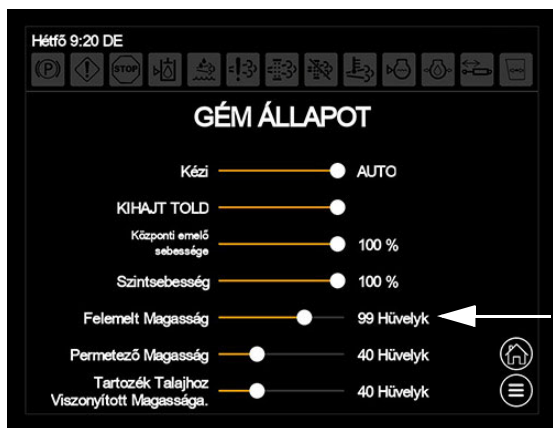 Hétfő 9:20 DE
STOP
GÉM ÁLLAPOT
Kézi AUTO
KIHAJT TOLD
Központi emelő
sebessége 100 %
Szintsebesség 100 %
Felemelt Magasság 99 Hüvelyk
Permetező Magasság 40 Hüvelyk
Tartozék Talajhoz
Viszonyított Magassága. 40 Hüvelyk